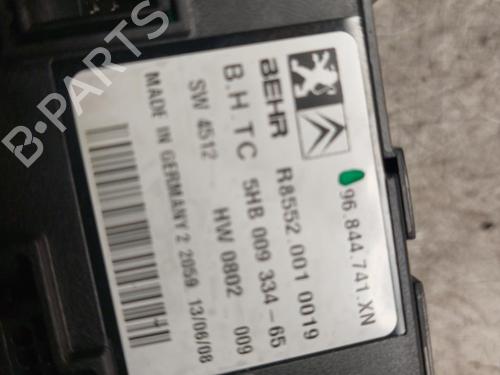 96.844.741.XN
BEHR R8552.001 0019
B.H.TC 5HB 009 334-65
SW 4512 HW 0802 009
MADE IN GERMANY 2 2059 13/06/08
B-PARTS